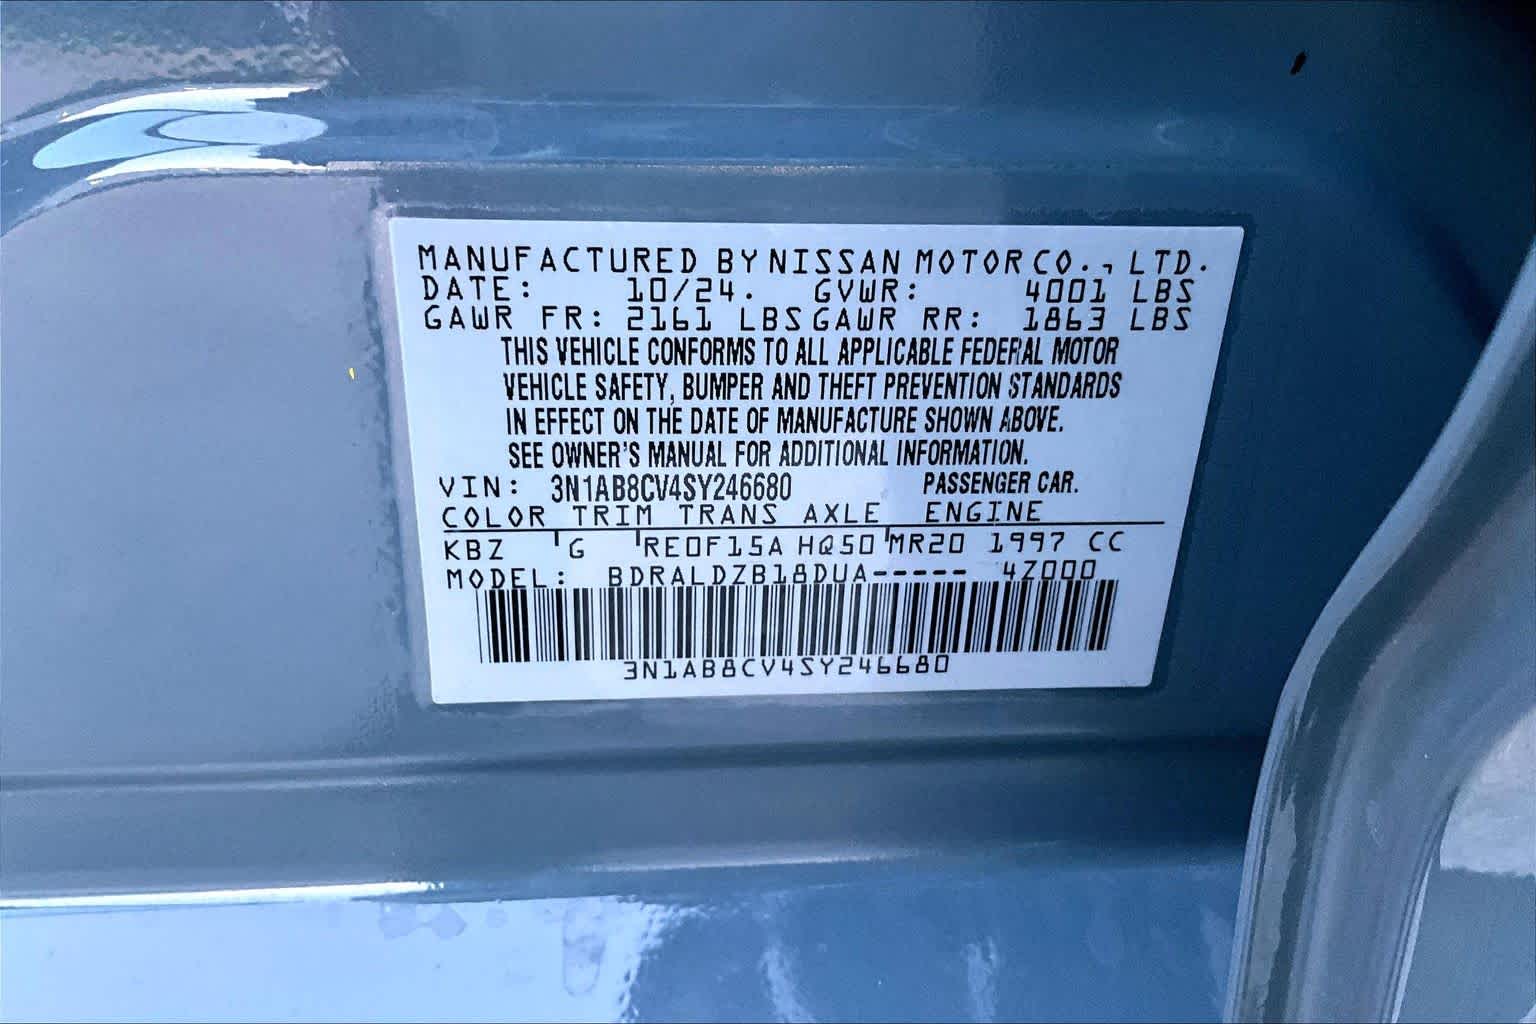 MANUFACTURED BY NISSAN MOTOR CO., LTD.
DATE: 10/24. GVWR: 4001 LBS
GAWR FR: 2161 LBS GAWR RR: 1863 LBS
THIS VEHICLE CONFORMS TO ALL APPLICABLE FEDERAL MOTOR
VEHICLE SAFETY, BUMPER AND THEFT PREVENTION STANDARDS
IN EFFECT ON THE DATE OF MANUFACTURE SHOWN ABOVE.
SEE OWNER'S MANUAL FOR ADDITIONAL INFORMATION.
VIN: 3N1AB8CV4SY246680 PASSENGER CAR.
COLOR TRIM TRANS AXLE ENGINE
KBZ G RE0F15A HQ50 MR20 1997 CC
MODEL: BDRALDZB18DUA----- 4Z000
3N1AB8CV4SY246680